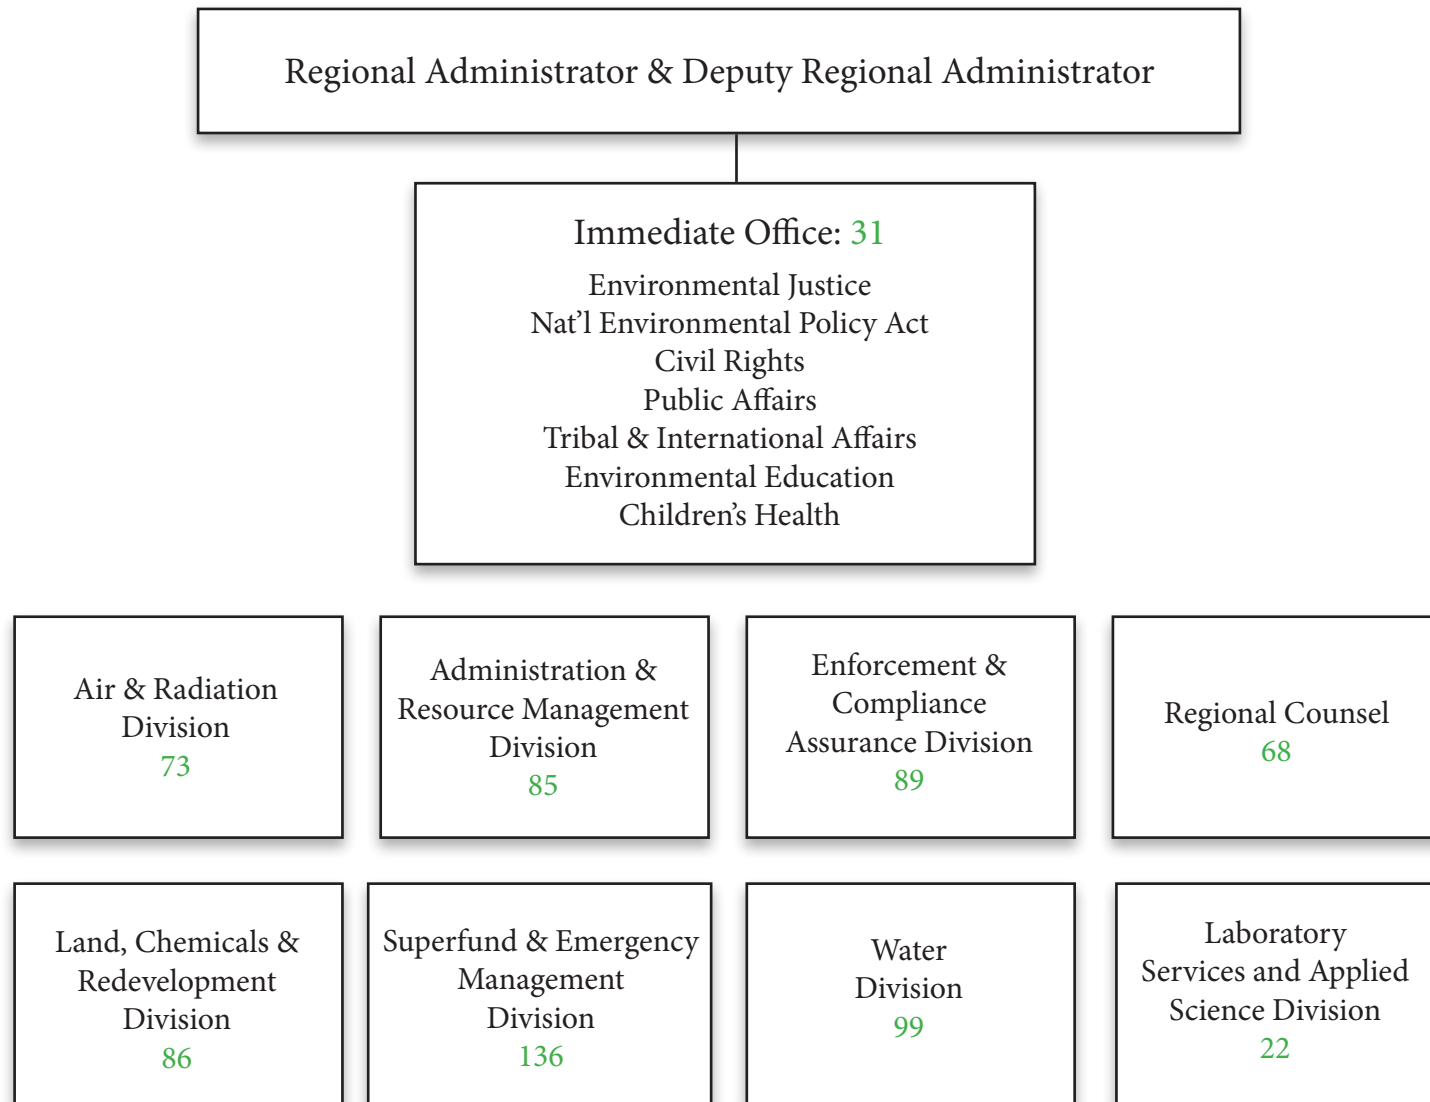 Regional Administrator & Deputy Regional Administrator
Immediate Office: 31
Environmental Justice
Nat’l Environmental Policy Act
Civil Rights
Public Affairs
Tribal & International Affairs
Environmental Education
Children’s Health
Air & Radiation
Division
73
Administration &
Resource Management
Division
85
Enforcement &
Compliance
Assurance Division
89
Regional Counsel
68
Land, Chemicals &
Redevelopment
Division
86
Superfund & Emergency
Management
Division
136
Water
Division
99
Laboratory
Services and Applied
Science Division
22